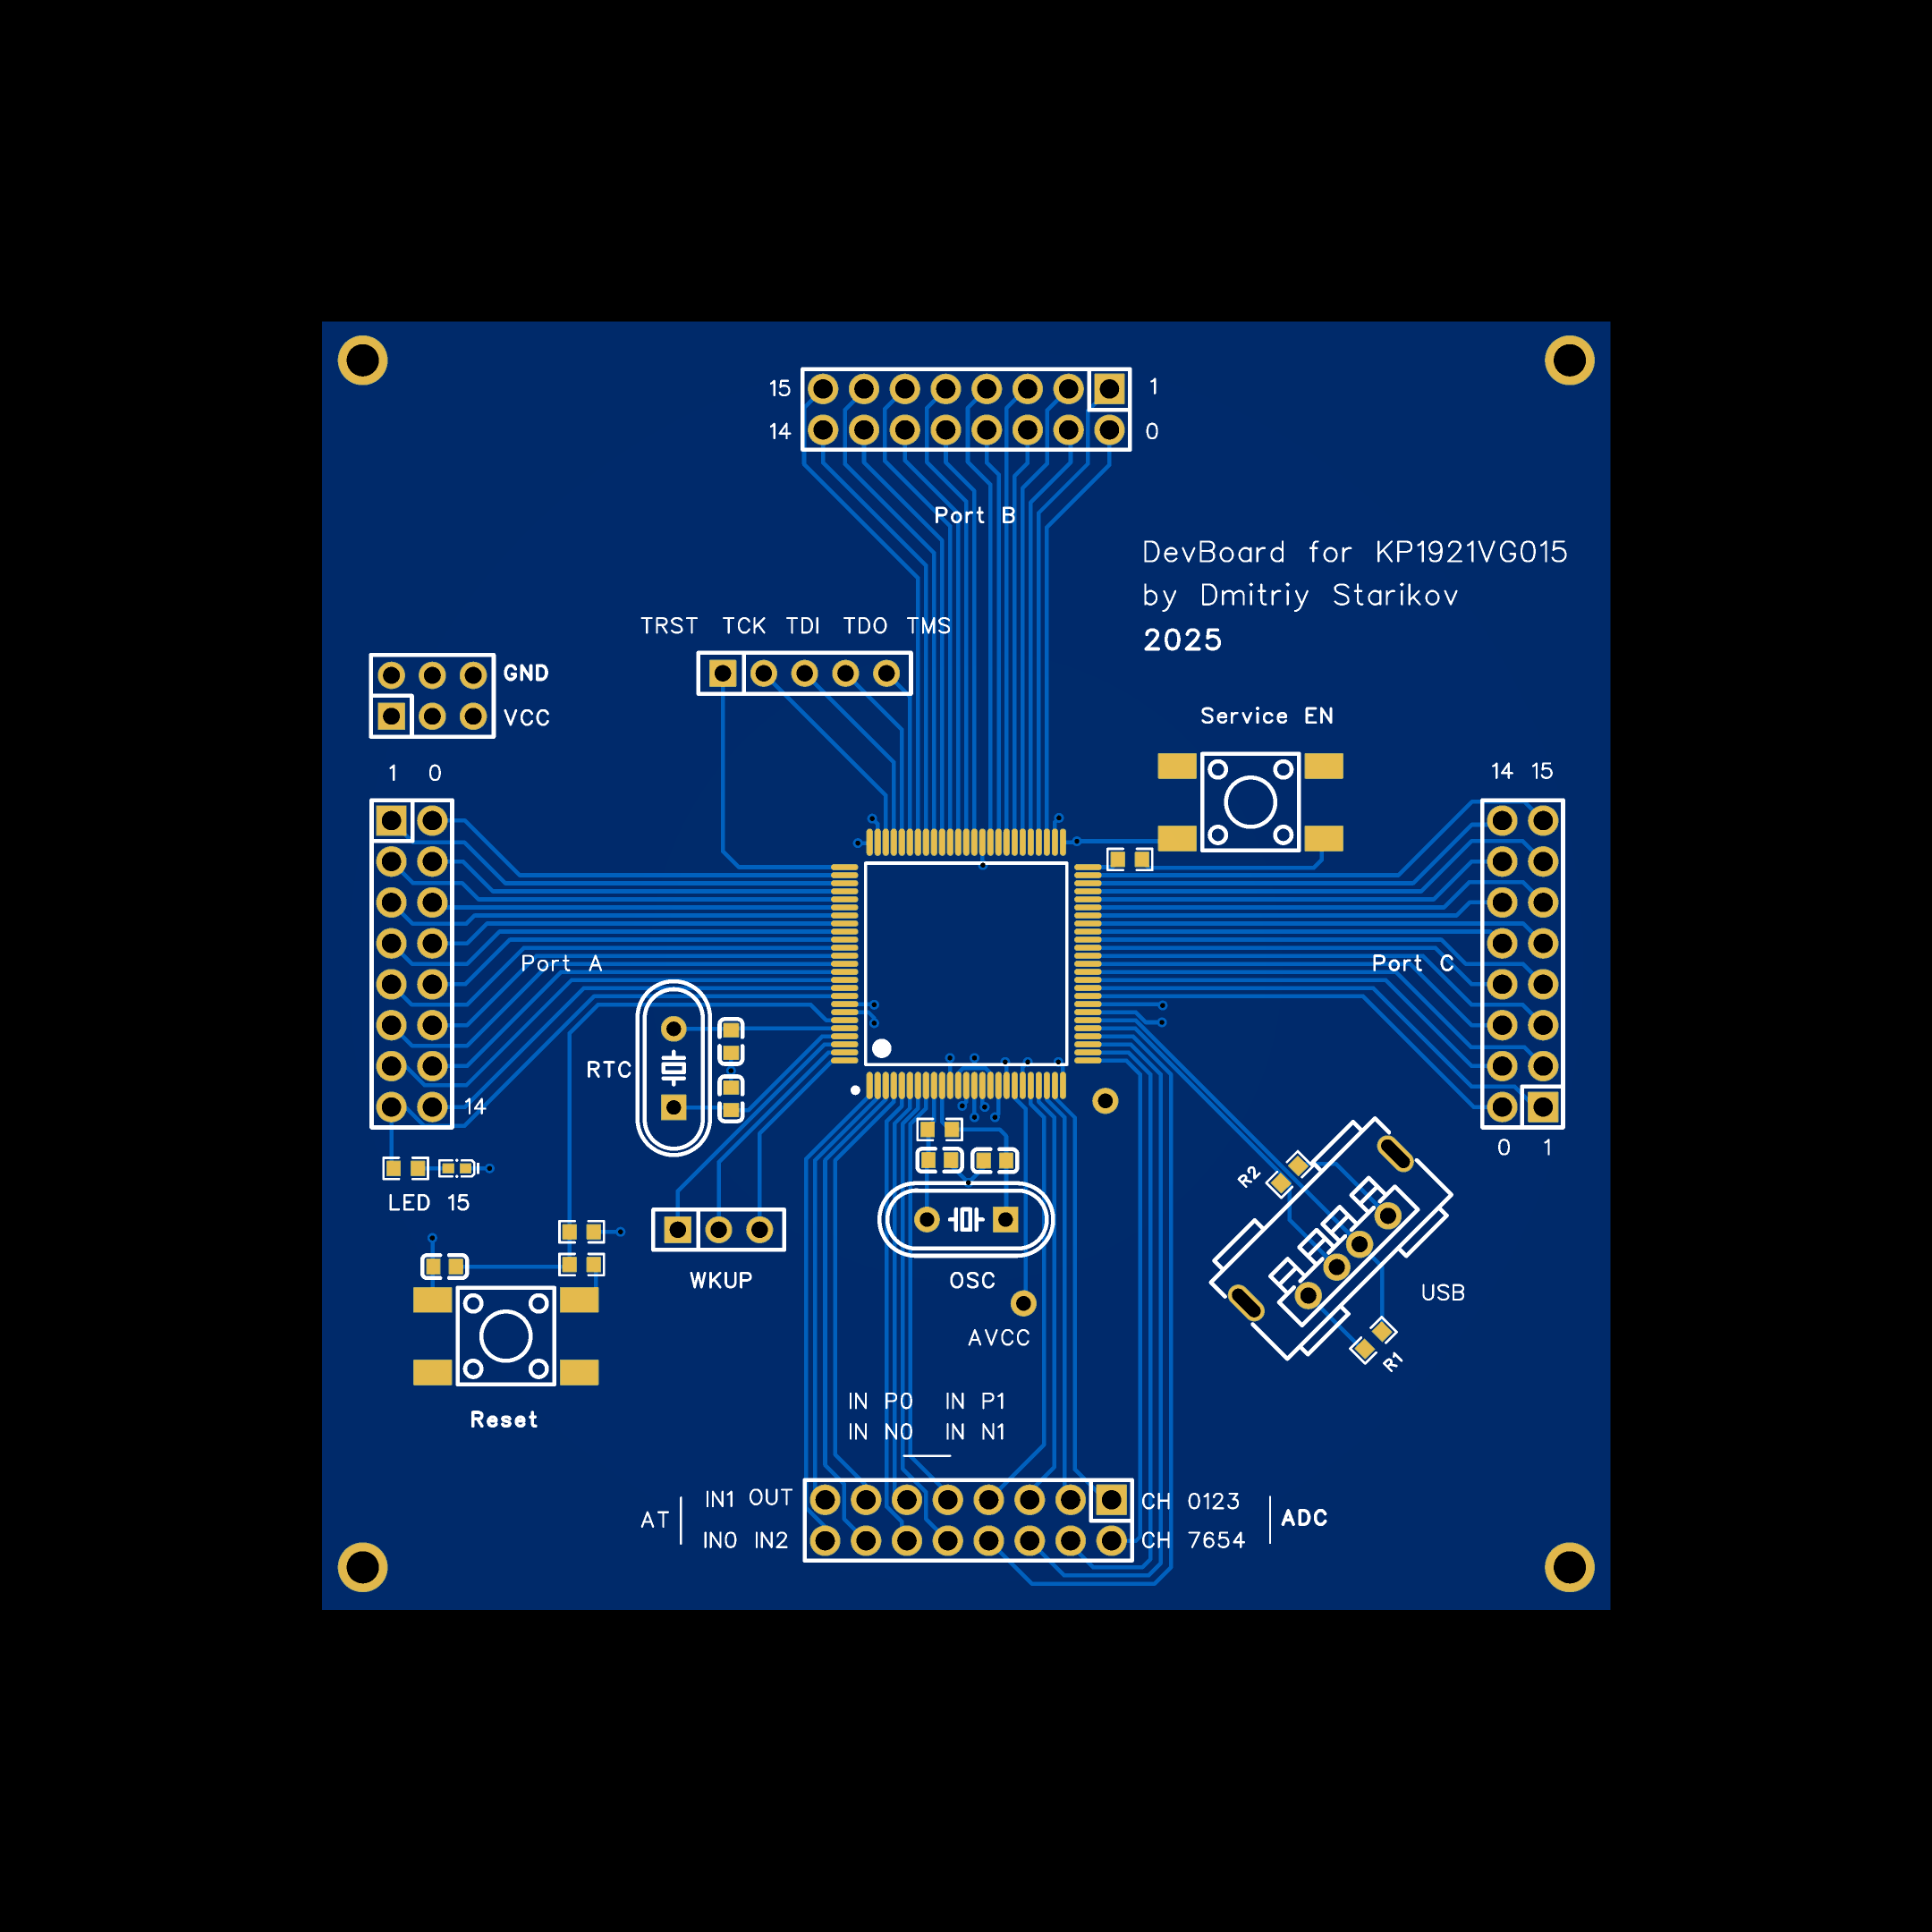 15 1
14 0
Port B
DevBoard for KP1921VG015
by Dmitriy Starikov
2025
TRST TCK TDI TDO TMS
GND
VCC
Service EN
1 0
14 15
Port A
Port C
RTC
14
0 1
R2
LED 15
WKUP
OSC
USB
AVCC
R1
IN P0 IN P1
IN N0 IN N1
Reset
AT
IN1 OUT
IN0 IN2
CH 0123
CH 7654
ADC